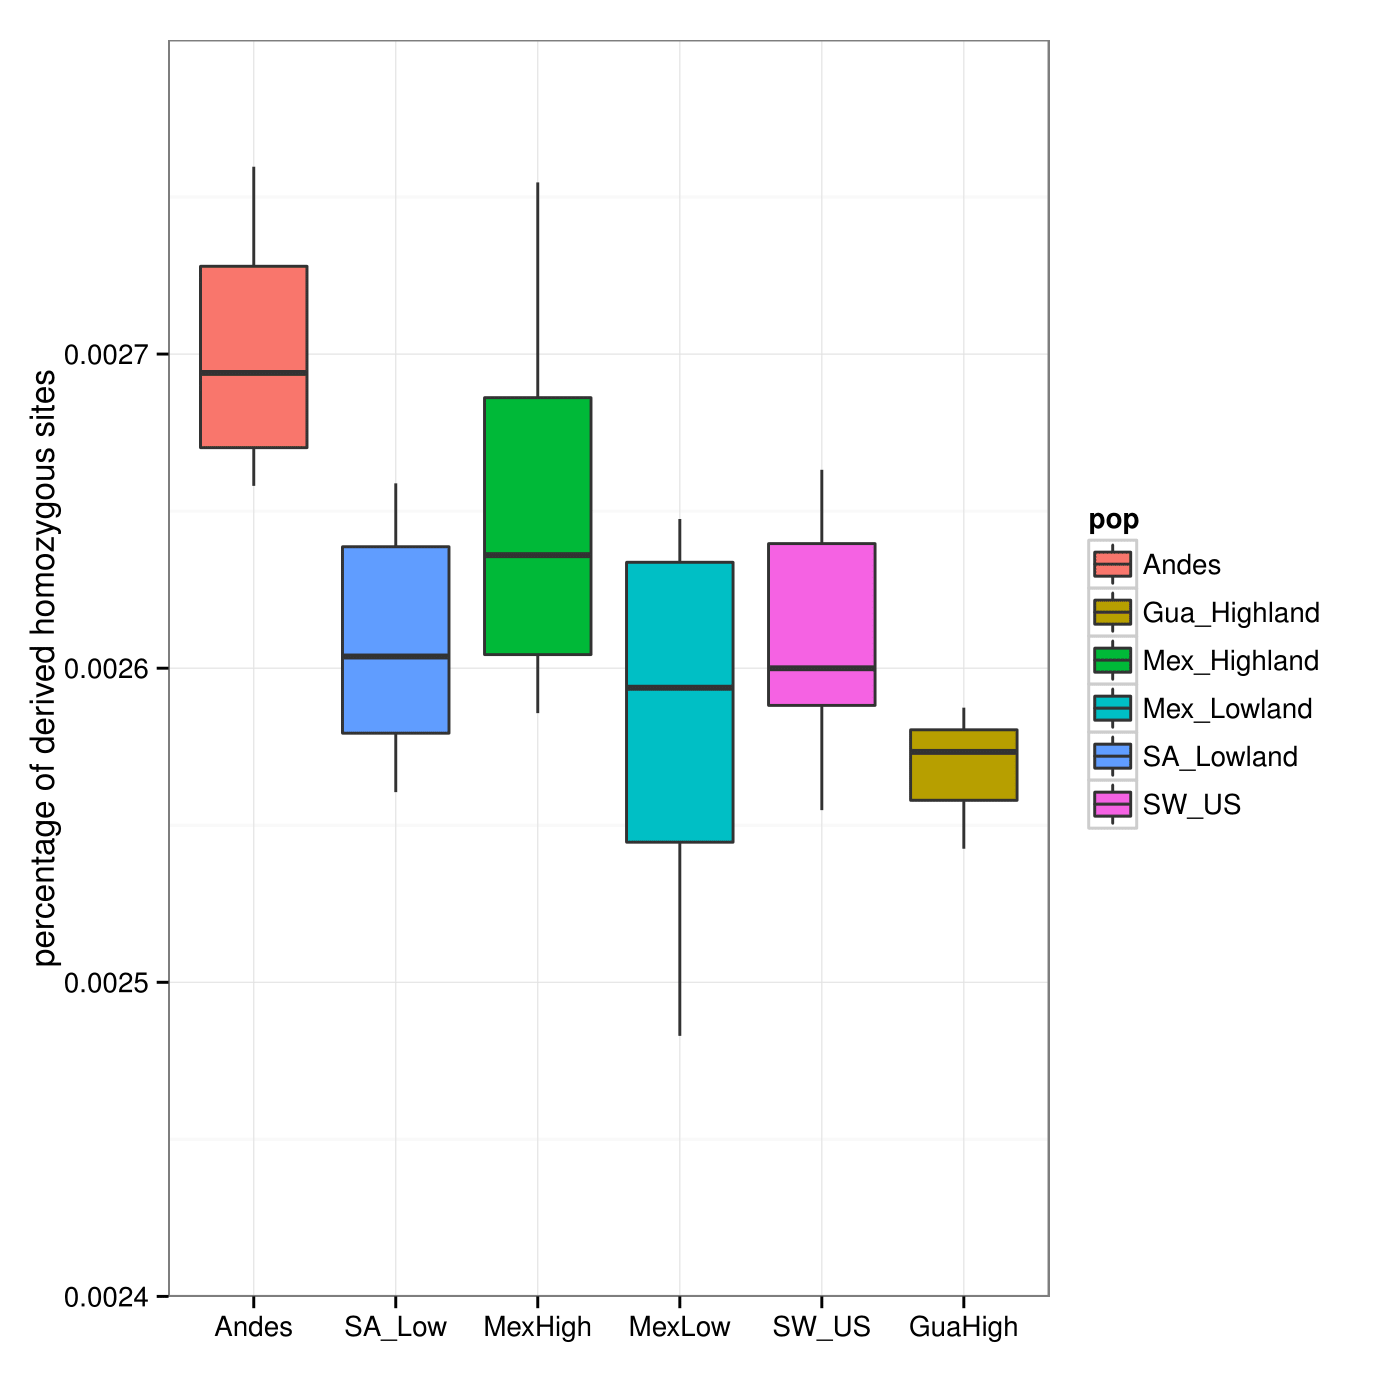 percentage of derived homozygous sites
0.0027
0.0026
0.0025
0.0024
Andes
SA_Low
MexHigh
MexLow
SW_US
GuaHigh
pop
Andes
Gua_Highland
Mex_Highland
Mex_Lowland
SA_Lowland
SW_US